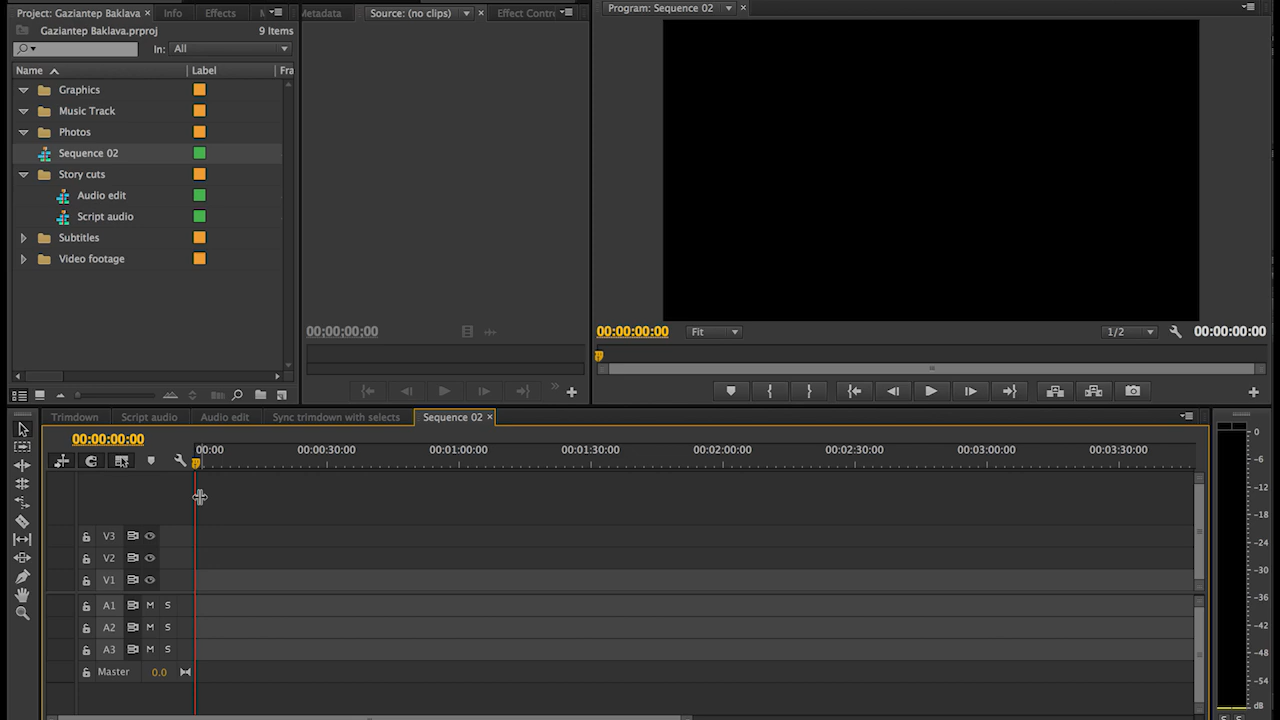 Project: Gaziantep Baklava ×
Info
Effects
Gaziantep Baklava.prproj
9 Items
In: All
Name
Label
Fra
Graphics
Music Track
Photos
Sequence 02
Story cuts
Audio edit
Script audio
Subtitles
Video footage
Metadata
Source: (no clips) ×
Effect Contr
00;00;00;00
Program: Sequence 02 ×
00:00:00:00
Fit
1/2
00:00:00:00
Trimdown
Script audio
Audio edit
Sync trimdown with selects
Sequence 02 ×
00:00:00:00
00:00
00:00:30:00
00:01:00:00
00:01:30:00
00:02:00:00
00:02:30:00
00:03:00:00
00:03:30:00
V3
V2
V1
A1 M S
A2 M S
A3 M S
Master 0.0
0
-6
-12
-18
-24
-30
-36
-42
-48
-54
dB
S S